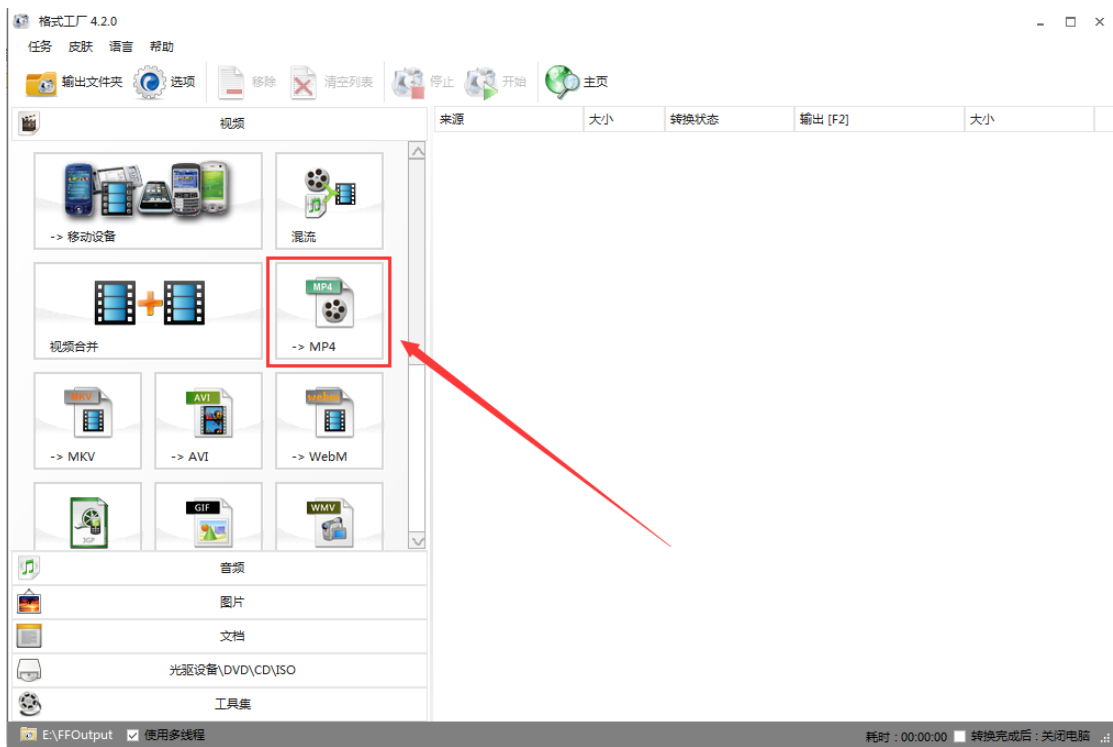 格式工厂 4.2.0
任务 皮肤 语言 帮助
输出文件夹 选项 移除 清空列表 停止 开始 主页
视频
来源 大小 转换状态 输出 [F2] 大小
-> 移动设备 混流
MP4
视频合并 -> MP4
MKV AVI webm
-> MKV -> AVI -> WebM
GIF WMV
3GP
音频
图片
文档
光驱设备\DVD\CD\ISO
工具集
E:\FFOutput 使用多线程 耗时 : 00:00:00 转换完成后 : 关闭电脑